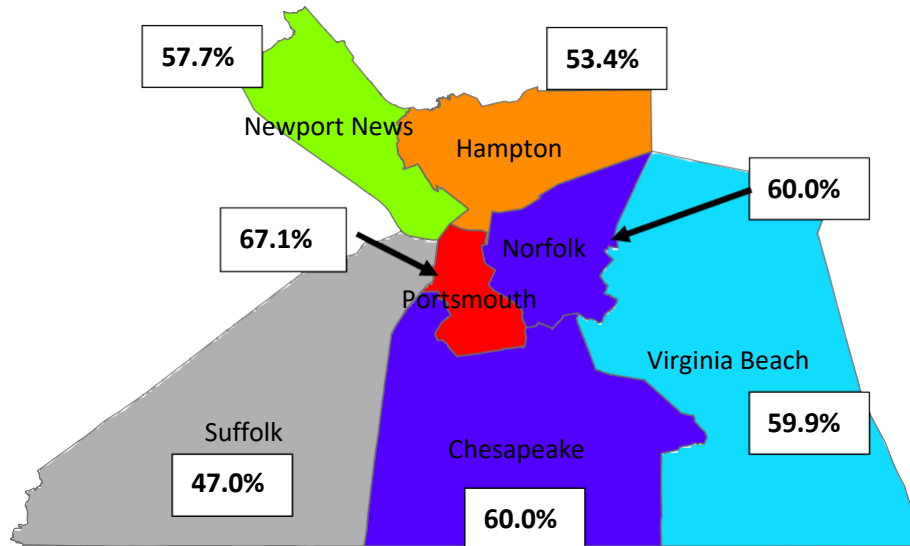 57.7%
53.4%
Newport News
Hampton
60.0%
67.1%
Norfolk
Portsmouth
Virginia Beach
59.9%
Suffolk
47.0%
Chesapeake
60.0%